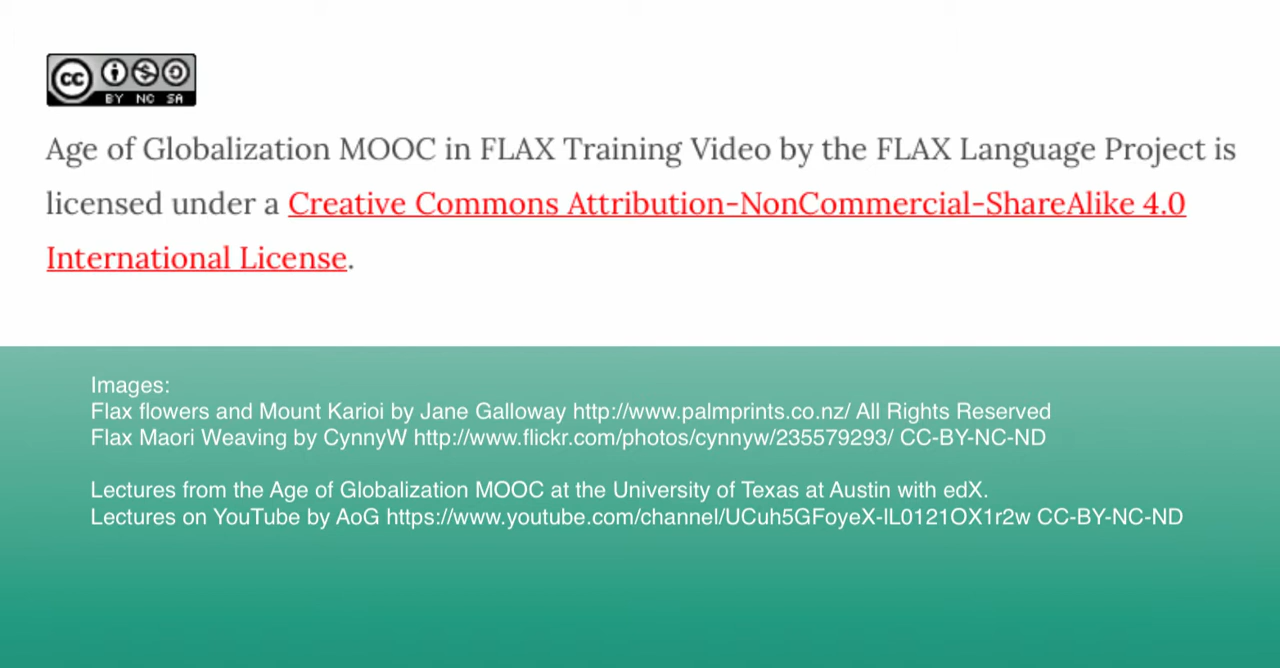 cc
BY NC SA
Age of Globalization MOOC in FLAX Training Video by the FLAX Language Project is
licensed under a Creative Commons Attribution-NonCommercial-ShareAlike 4.0
International License.
Images:
Flax flowers and Mount Karioi by Jane Galloway http://www.palmprints.co.nz/ All Rights Reserved
Flax Maori Weaving by CynnyW http://www.flickr.com/photos/cynnyw/235579293/ CC-BY-NC-ND
Lectures from the Age of Globalization MOOC at the University of Texas at Austin with edX.
Lectures on YouTube by AoG https://www.youtube.com/channel/UCuh5GFoyeX-lL0121OX1r2w CC-BY-NC-ND